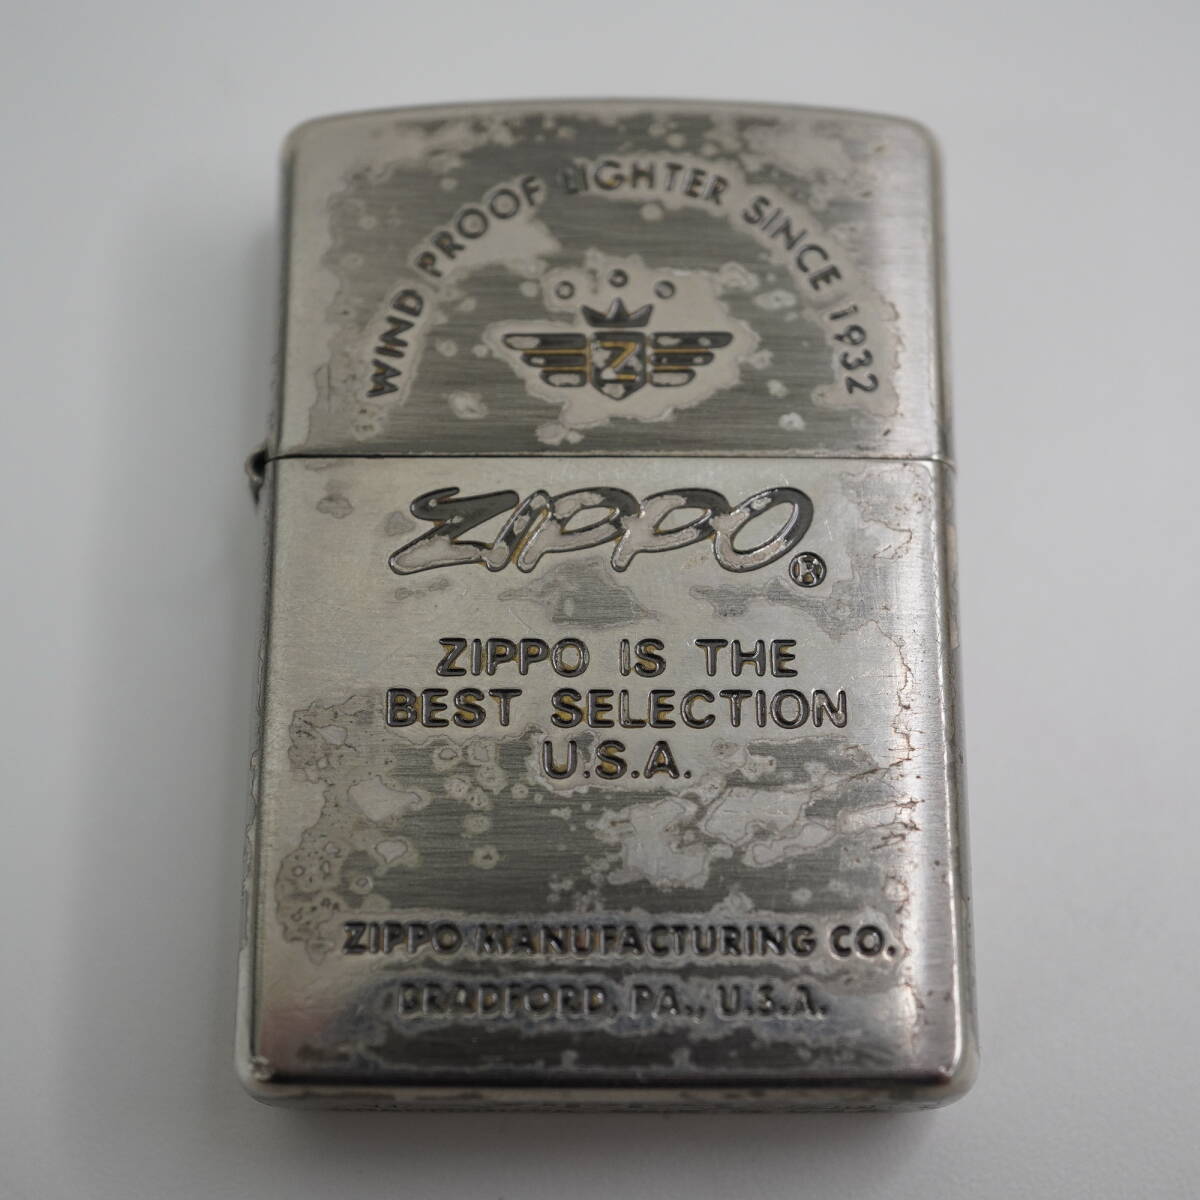 WIND PROOF LIGHTER SINCE 1932
Z
ZIPPO®
ZIPPO IS THE
BEST SELECTION
U.S.A.
ZIPPO MANUFACTURING CO.
BRADFORD, PA., U.S.A.